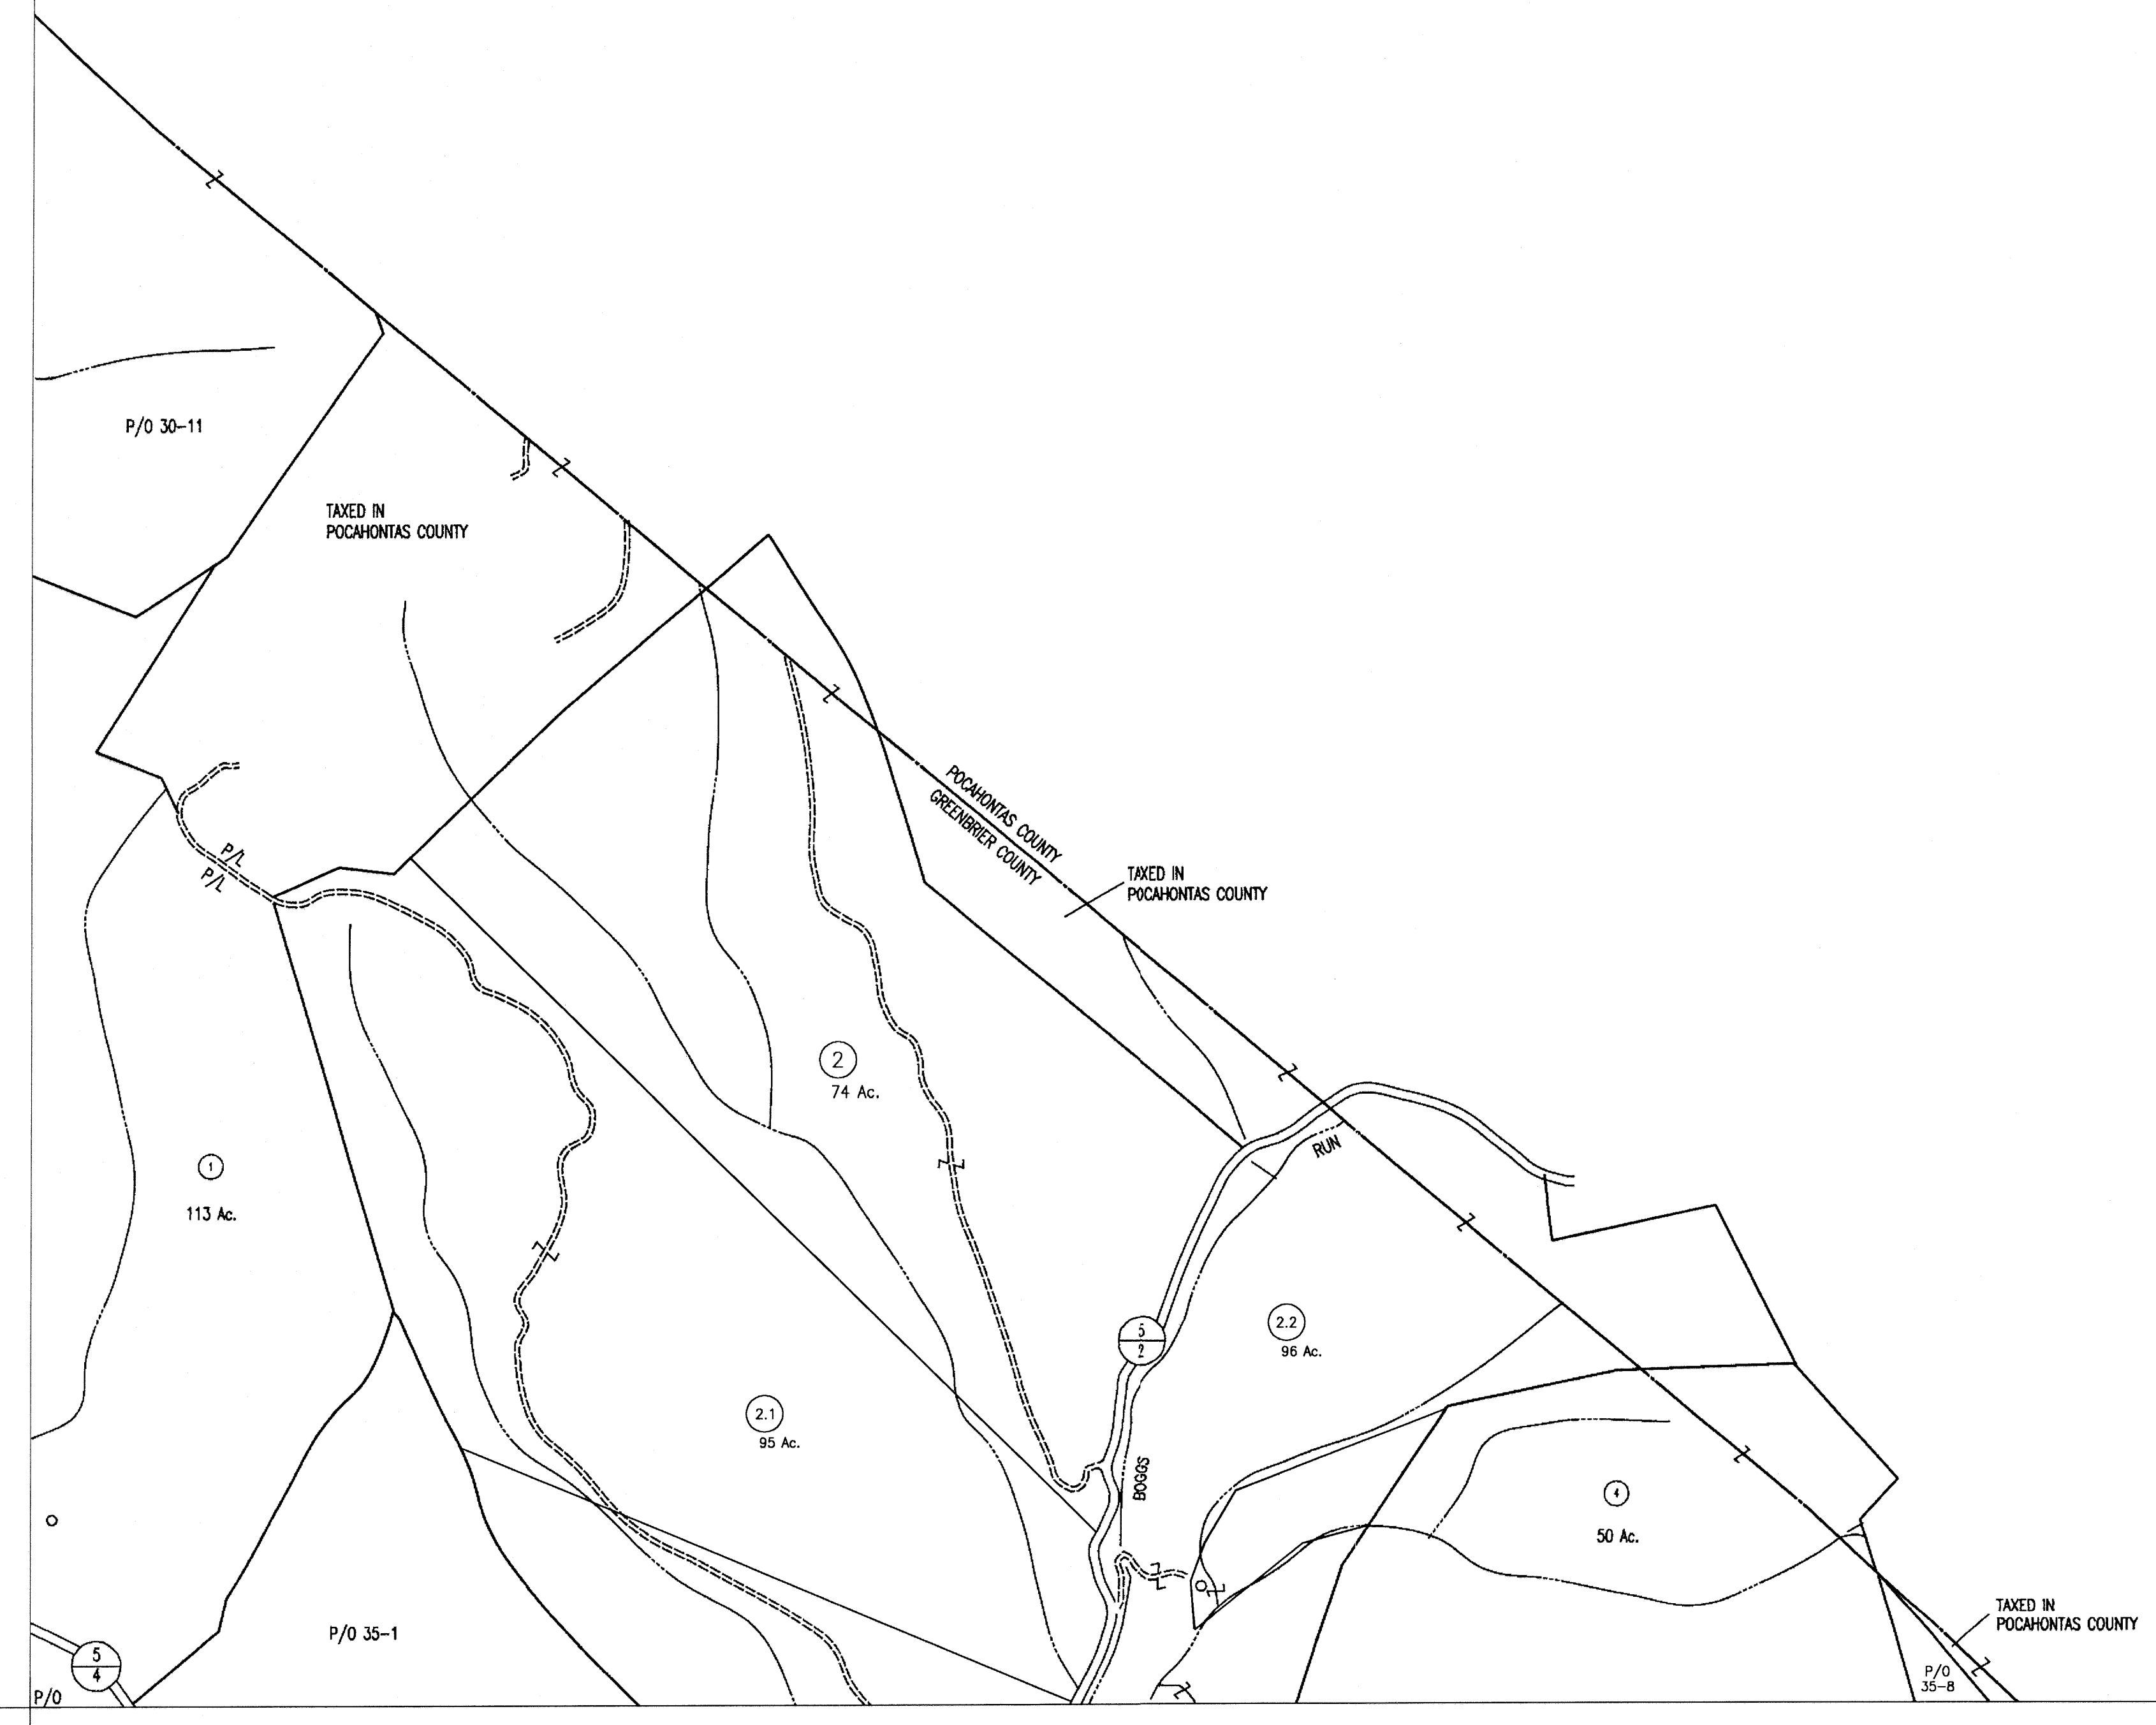 P/O 30-11
TAXED IN
POCAHONTAS COUNTY
POCAHONTAS COUNTY
GREENBRIER COUNTY
TAXED IN
POCAHONTAS COUNTY
P/L
P/L
2
74 Ac.
RUN
1
113 Ac.
5
2
2.2
96 Ac.
2.1
95 Ac.
BOGGS
4
50 Ac.
TAXED IN
POCAHONTAS COUNTY
P/O 35-1
5
4
P/O
P/O
35-8